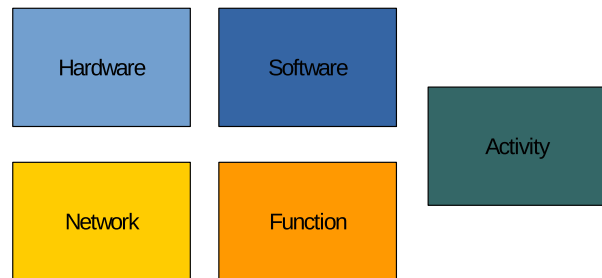 Hardware
Software
Activity
Network
Function